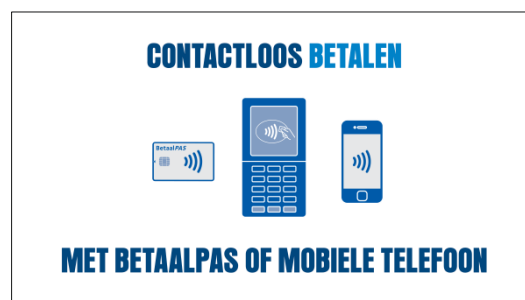 CONTACTLOOS BETALEN
BetaalPAS
MET BETAALPAS OF MOBIELE TELEFOON